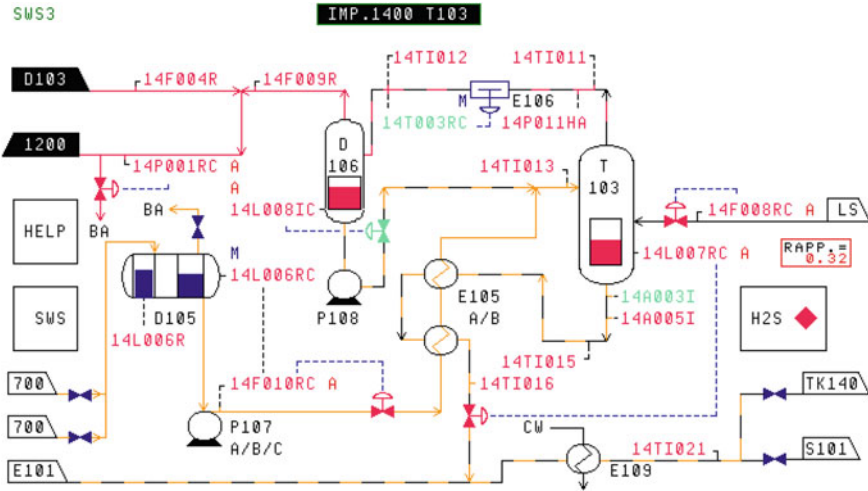 SWS3
IMP.1400 T103
14TI012
14TI011
D103
14F004R
14F009R
M
E106
14T003RC
14P011HA
1200
D
106
14P001RC A
A
14TI013
T
103
BA
14L008IC
14F008RC A
LS
HELP
BA
M
14L006RC
14L007RC A
RAPP.=
0.32
D105
P108
E105
A/B
14A003I
14A005I
SWS
14L006R
H2S
14TI015
700
14F010RC A
14TI016
TK140
700
P107
A/B/C
CW
14TI021
S101
E101
E109